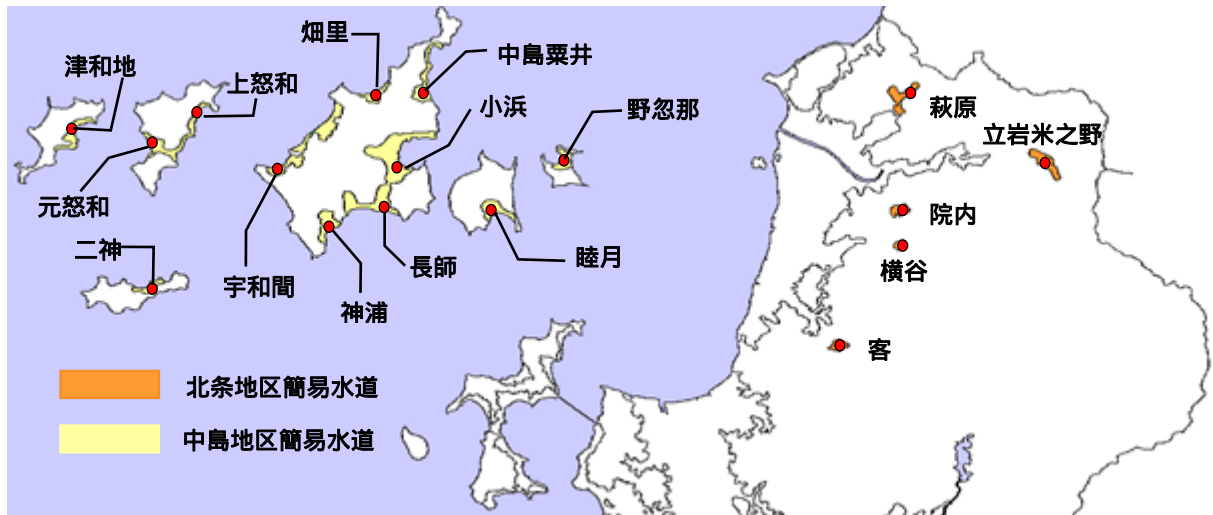 畑里
中島粟井
津和地
上怒和
小浜
野忽那
萩原
立岩米之野
元怒和
院内
二神
睦月
長師
横谷
宇和間
神浦
客
北条地区簡易水道
中島地区簡易水道